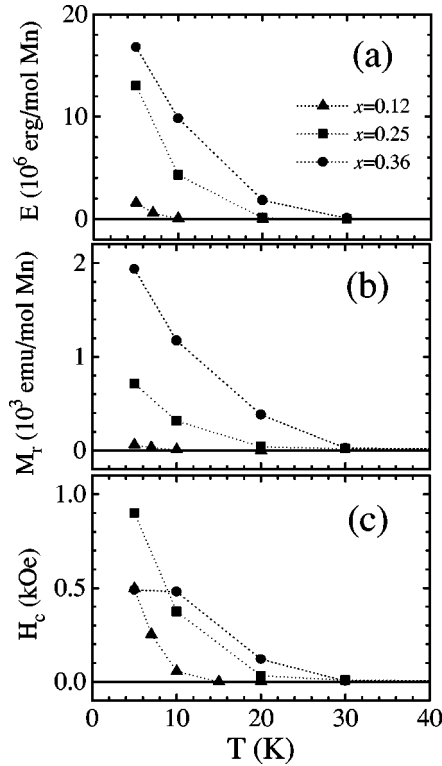 20
10
0
E (10⁶ erg/mol Mn)
(a)
x=0.12
x=0.25
x=0.36
2
1
0
Mᵣ (10³ emu/mol Mn)
(b)
1.0
0.5
0.0
H_c (kOe)
(c)
0 10 20 30 40
T (K)